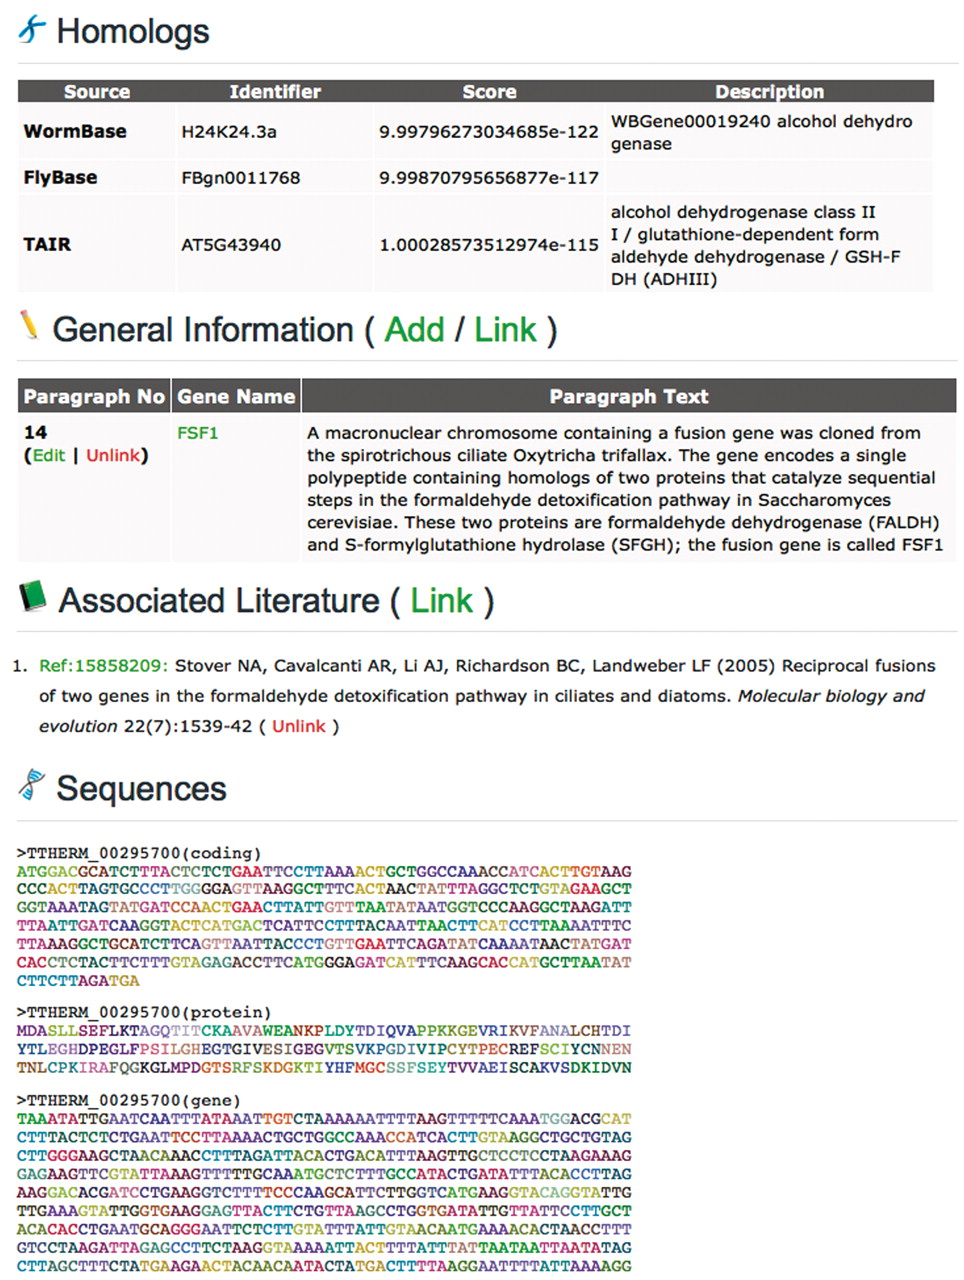 Homologs
Source Identifier Score Description
WormBase H24K24.3a 9.99796273034685e-122 WBGene00019240 alcohol dehydro
genase
FlyBase FBgn0011768 9.99870795656877e-117
TAIR AT5G43940 1.00028573512974e-115 alcohol dehydrogenase class II
I / glutathione-dependent form
aldehyde dehydrogenase / GSH-F
DH (ADHIII)
General Information ( Add / Link )
Paragraph No Gene Name Paragraph Text
14 FSF1 A macronuclear chromosome containing a fusion gene was cloned from
(Edit | Unlink) the spirotrichous ciliate Oxytricha trifallax. The gene encodes a single
polypeptide containing homologs of two proteins that catalyze sequential
steps in the formaldehyde detoxification pathway in Saccharomyces
cerevisiae. These two proteins are formaldehyde dehydrogenase (FALDH)
and S-formylglutathione hydrolase (SFGH); the fusion gene is called FSF1
Associated Literature ( Link )
1. Ref:15858209: Stover NA, Cavalcanti AR, Li AJ, Richardson BC, Landweber LF (2005) Reciprocal fusions
of two genes in the formaldehyde detoxification pathway in ciliates and diatoms. Molecular biology and
evolution 22(7):1539-42 ( Unlink )
Sequences
>TTHERM_00295700(coding)
ATGGACGCATCTTTACTCTCTGAATTCCTTAAAACTGCTGGCCAAACCATCACTTGTAAG
CCCACTTAGTGCCCTTGGGGAGTTAAGGCTTTCACTAACTATTTAGGCTCTGTAGAAGCT
GGTAAATAGTATGATCCAACTGAACTTATTGTTTAATATAATGGTCCCAAGGCTAAGATT
TTAATTGATCAAGGTACTCATGACTCATTCCTTTACAATTAACTTCATCCTTAAAATTTC
TTAAAGGCTGCATCTTCAGTTAATTACCCTGTTGAATTCAGATATCAAAATAACTATGAT
CACCTCTACTTCTTTGTAGAGACCTTCATGGGAGATCATTTCAAGCACCATGCTTAATAT
CTTCTTAGATGA
>TTHERM_00295700(protein)
MDASLLSEFLKTAGQTITCKAAVAWEANKPLDYTDIQVAPPKKGEVRIKVFANALCHTDI
YTLEGHDPEGLFPSILGHEGTGIVESIGEGVTSVKPGDIVIPCYTPECREFSCIYCNNEN
TNLCPKIRAFQGKGLMPDGTSRFSKDGKTIYHFMGCSSFSEYTVVAEISCAKVSDKIDVN
>TTHERM_00295700(gene)
TAAATATTGAATCAATTTATAAATTGTCTAAAAAATTTTAAGTTTTTCAAATGGACGCAT
CTTTACTCTCTGAATTCCTTAAAACTGCTGGCCAAACCATCACTTGTAAGGCTGCTGTAG
CTTGGGAAGCTAACAAACCTTTAGATTACACTGACATTTAAGTTGCTCCTCCTAAGAAAG
GAGAAGTTCGTATTAAAGTTTTTGCAAATGCTCTTTGCCATACTGATATTTACACCTTAG
AAGGACACGATCCTGAAGGTCTTTTCCCAAGCATTCTTGGTCATGAAGGTACAGGTATTG
TTGAAAGTATTGGTGAAGGAGTTACTTCTGTTAAGCCTGGTGATATTGTTATTCCTTGCT
ACACACCTGAATGCAGGGAATTCTCTTGTATTTATTGTAACAATGAAAACACTAACCTTT
GTCCTAAGATTAGAGCCTTCTAAGGTAAAAATTACTTTTATTTATTAATAATTAATATAG
CTTAGCTTTCTATGAAGAACTACAACAATACTATGACTTTTAAGGAATTTTATTAAAAGG